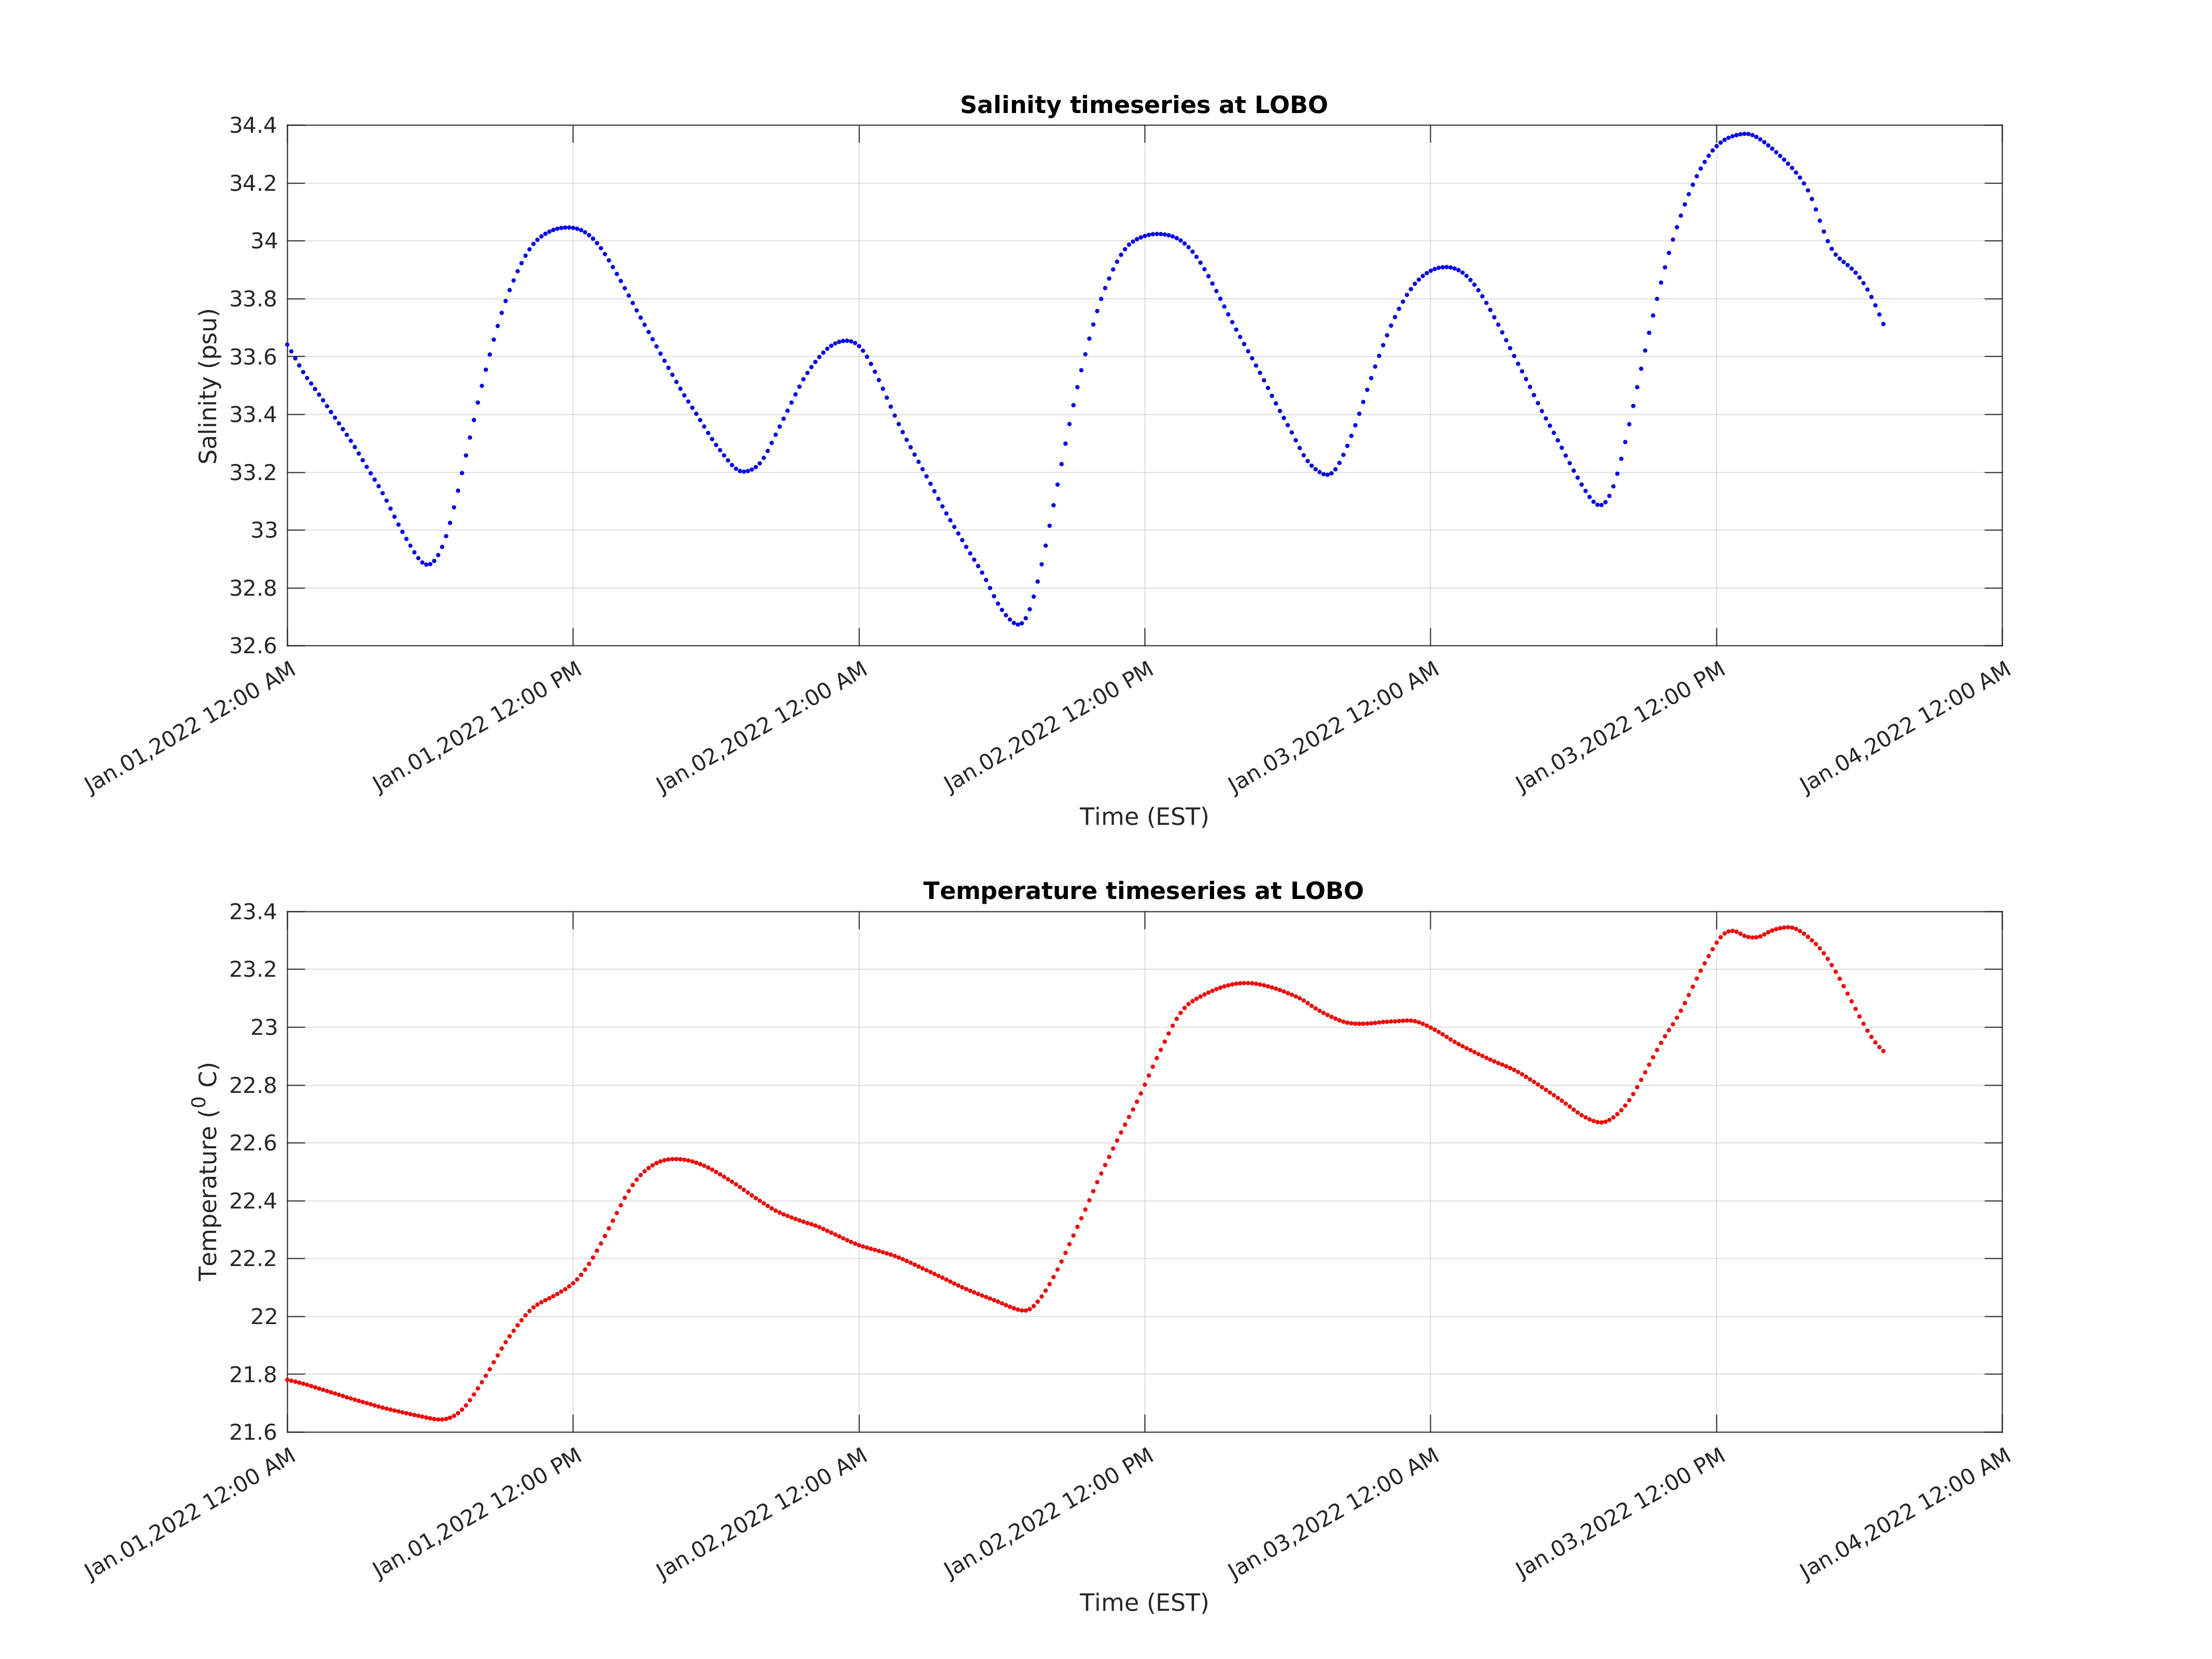 Salinity timeseries at LOBO
Salinity (psu)
34.4
34.2
34
33.8
33.6
33.4
33.2
33
32.8
32.6
Jan.01,2022 12:00 AM
Jan.01,2022 12:00 PM
Jan.02,2022 12:00 AM
Jan.02,2022 12:00 PM
Jan.03,2022 12:00 AM
Jan.03,2022 12:00 PM
Jan.04,2022 12:00 AM
Time (EST)
Temperature timeseries at LOBO
Temperature (⁰ C)
23.4
23.2
23
22.8
22.6
22.4
22.2
22
21.8
21.6
Jan.01,2022 12:00 AM
Jan.01,2022 12:00 PM
Jan.02,2022 12:00 AM
Jan.02,2022 12:00 PM
Jan.03,2022 12:00 AM
Jan.03,2022 12:00 PM
Jan.04,2022 12:00 AM
Time (EST)